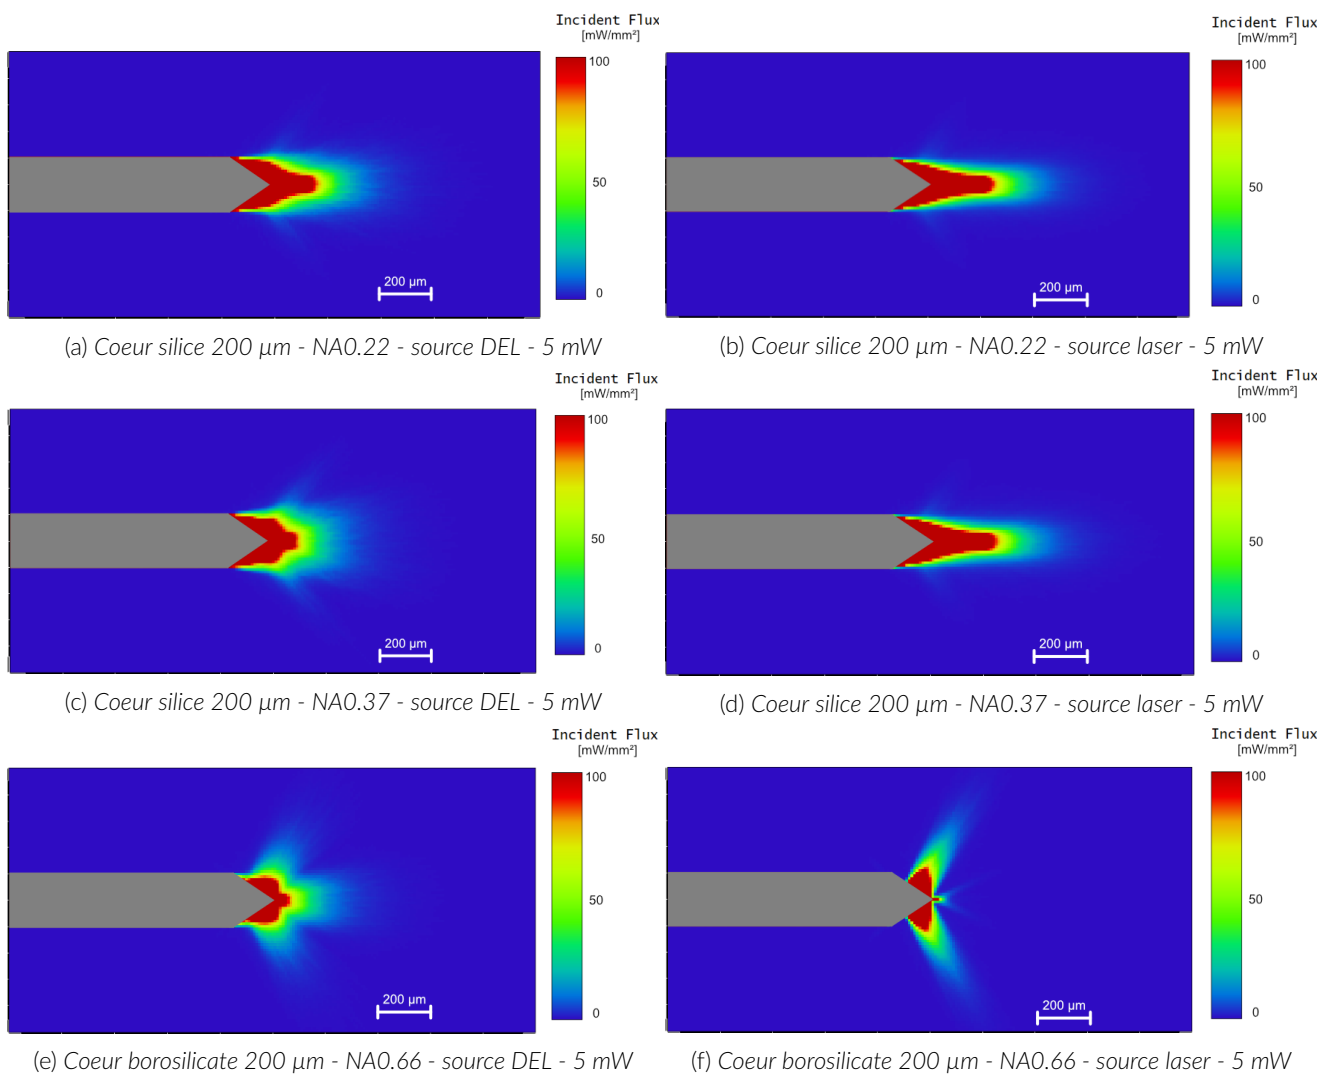 Incident Flux
[mW/mm²]
100
50
0
200 µm
(a) Coeur silice 200 µm - NA0.22 - source DEL - 5 mW
Incident Flux
[mW/mm²]
100
50
0
200 µm
(b) Coeur silice 200 µm - NA0.22 - source laser - 5 mW
Incident Flux
[mW/mm²]
100
50
0
200 µm
(c) Coeur silice 200 µm - NA0.37 - source DEL - 5 mW
Incident Flux
[mW/mm²]
100
50
0
200 µm
(d) Coeur silice 200 µm - NA0.37 - source laser - 5 mW
Incident Flux
[mW/mm²]
100
50
0
200 µm
(e) Coeur borosilicate 200 µm - NA0.66 - source DEL - 5 mW
Incident Flux
[mW/mm²]
100
50
0
200 µm
(f) Coeur borosilicate 200 µm - NA0.66 - source laser - 5 mW